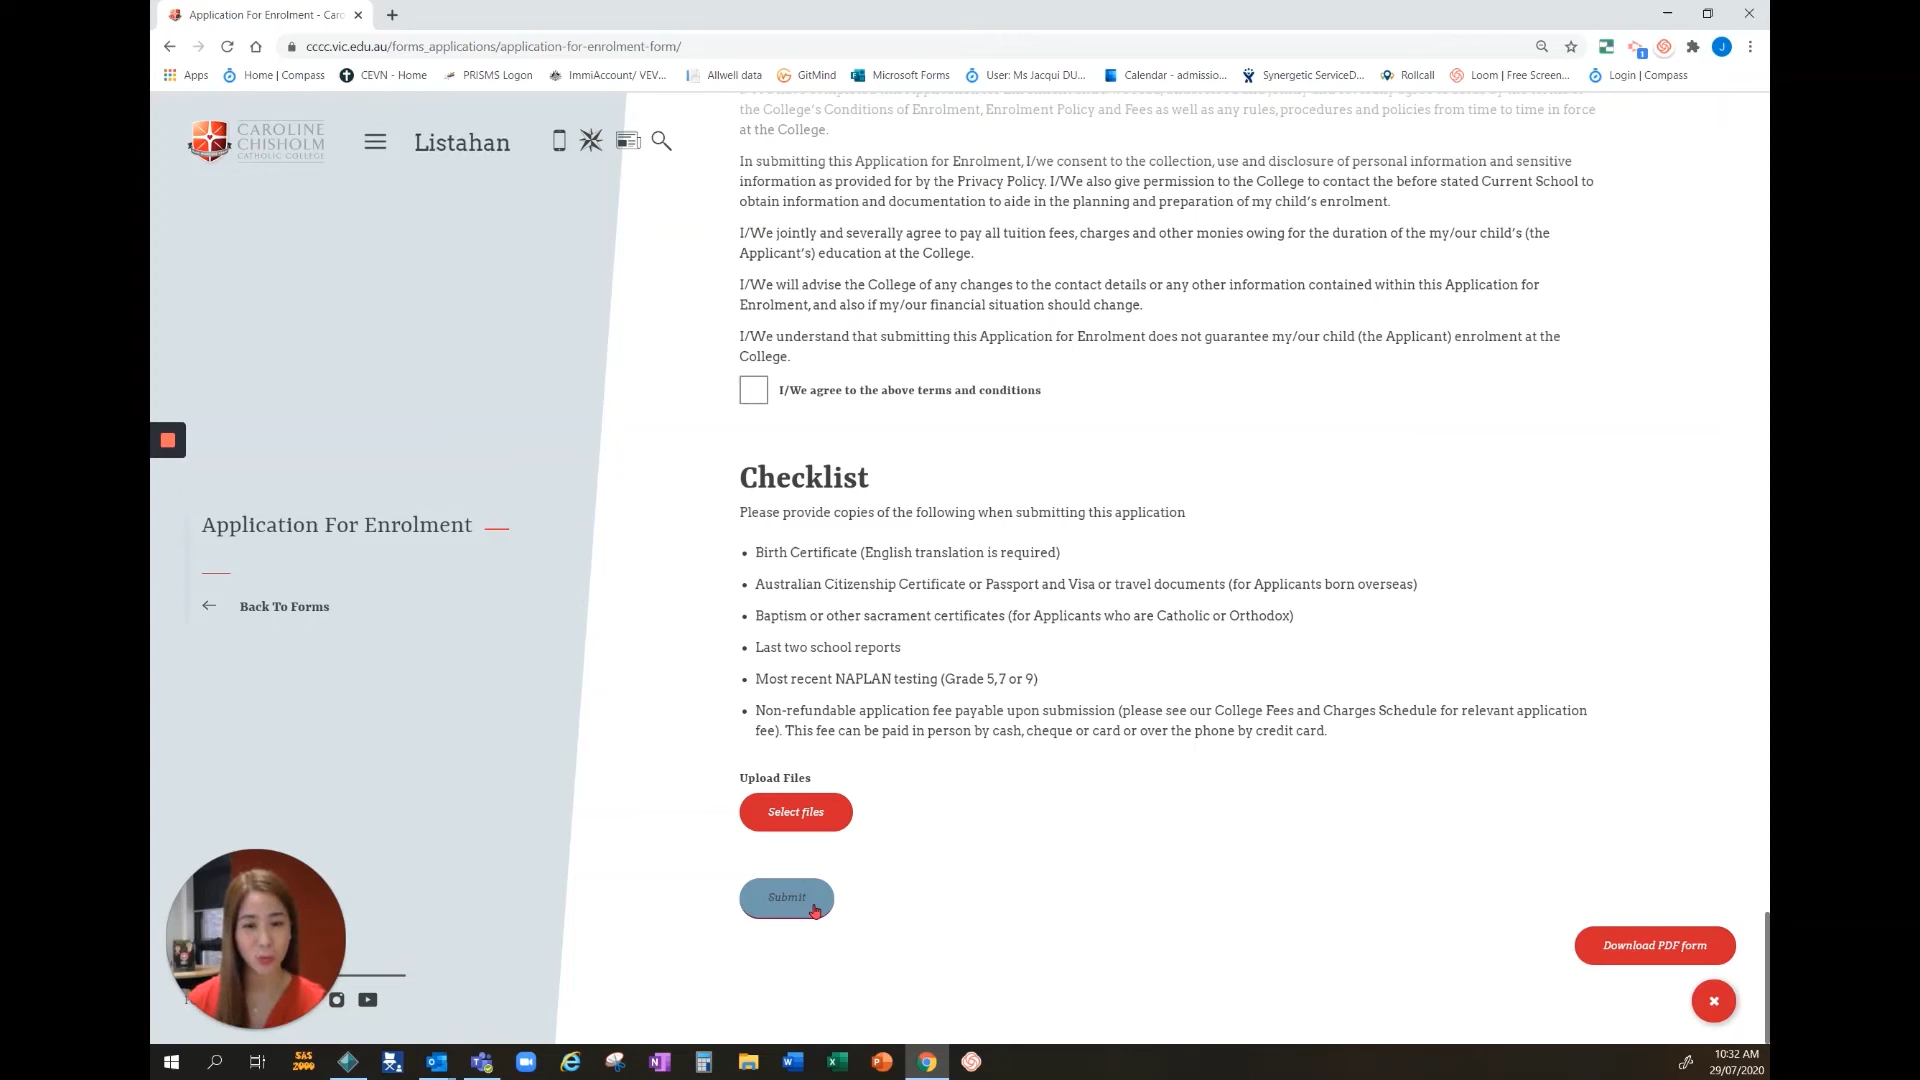 Application For Enrolment - Caro
cccc.vic.edu.au/forms_applications/application-for-enrolment-form/
J
Apps
Home | Compass
CEVN - Home
PRISMS Logon
ImmiAccount/ VEV...
Allwell data
GitMind
Microsoft Forms
User: Ms Jacqui DU...
Calendar - admissio...
Synergetic ServiceD...
Rollcall
Loom | Free Screen...
Login | Compass
CAROLINE
CHISHOLM
CATHOLIC COLLEGE
Listahan
the College's Conditions of Enrolment, Enrolment Policy and Fees as well as any rules, procedures and policies from time to time in force
at the College.
In submitting this Application for Enrolment, I/we consent to the collection, use and disclosure of personal information and sensitive
information as provided for by the Privacy Policy. I/We also give permission to the College to contact the before stated Current School to
obtain information and documentation to aide in the planning and preparation of my child's enrolment.
I/We jointly and severally agree to pay all tuition fees, charges and other monies owing for the duration of the my/our child's (the
Applicant's) education at the College.
I/We will advise the College of any changes to the contact details or any other information contained within this Application for
Enrolment, and also if my/our financial situation should change.
I/We understand that submitting this Application for Enrolment does not guarantee my/our child (the Applicant) enrolment at the
College.
I/We agree to the above terms and conditions
Application For Enrolment
Back To Forms
Checklist
Please provide copies of the following when submitting this application
• Birth Certificate (English translation is required)
• Australian Citizenship Certificate or Passport and Visa or travel documents (for Applicants born overseas)
• Baptism or other sacrament certificates (for Applicants who are Catholic or Orthodox)
• Last two school reports
• Most recent NAPLAN testing (Grade 5, 7 or 9)
• Non-refundable application fee payable upon submission (please see our College Fees and Charges Schedule for relevant application
fee). This fee can be paid in person by cash, cheque or card or over the phone by credit card.
Upload Files
Select files
Submit
Download PDF form
SAS
2000
10:32 AM
29/07/2020